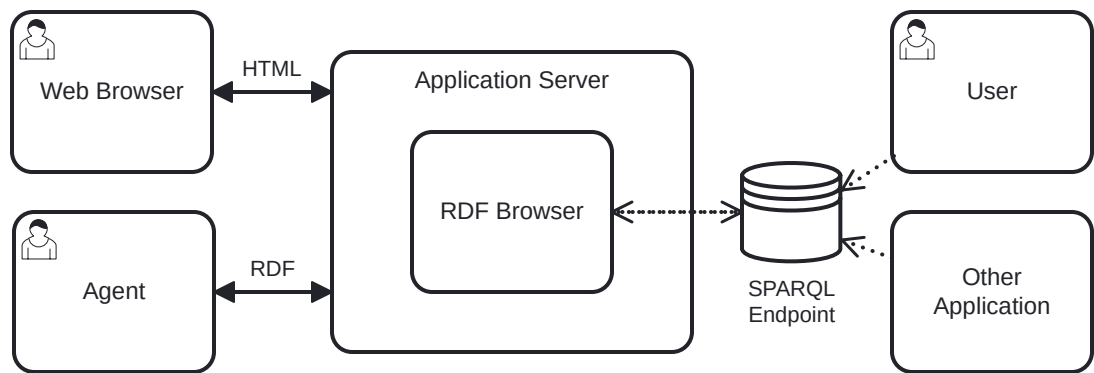 Web Browser
HTML
Application Server
RDF Browser
User
Agent
RDF
SPARQL
Endpoint
Other
Application